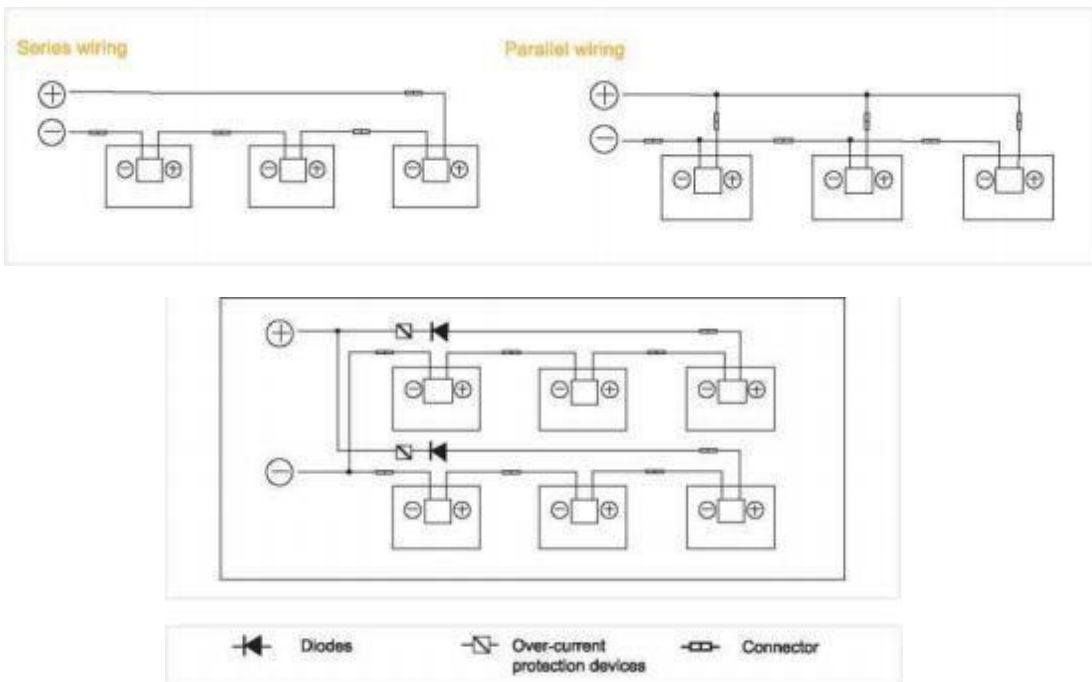 Series wiring
Parallel wiring
Diodes
Over-current
protection devices
Connector